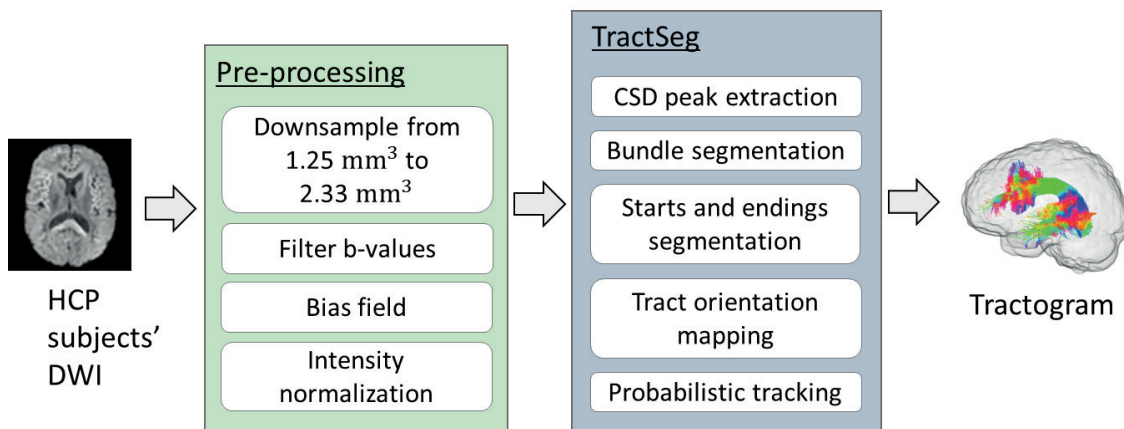 HCP
subjects'
DWI
Pre-processing
Downsample from
1.25 mm³ to
2.33 mm³
Filter b-values
Bias field
Intensity
normalization
TractSeg
CSD peak extraction
Bundle segmentation
Starts and endings
segmentation
Tract orientation
mapping
Probabilistic tracking
Tractogram